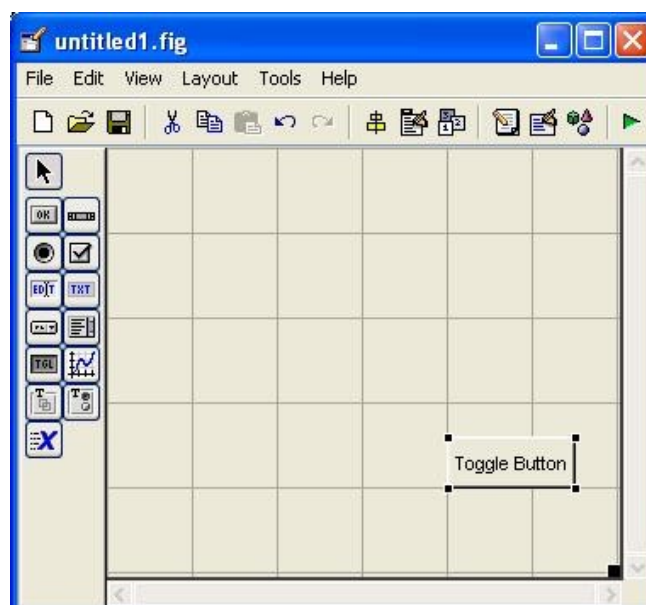 untitled1.fig
File Edit View Layout Tools Help
OK
EDIT TXT
TGL
T T
X
Toggle Button